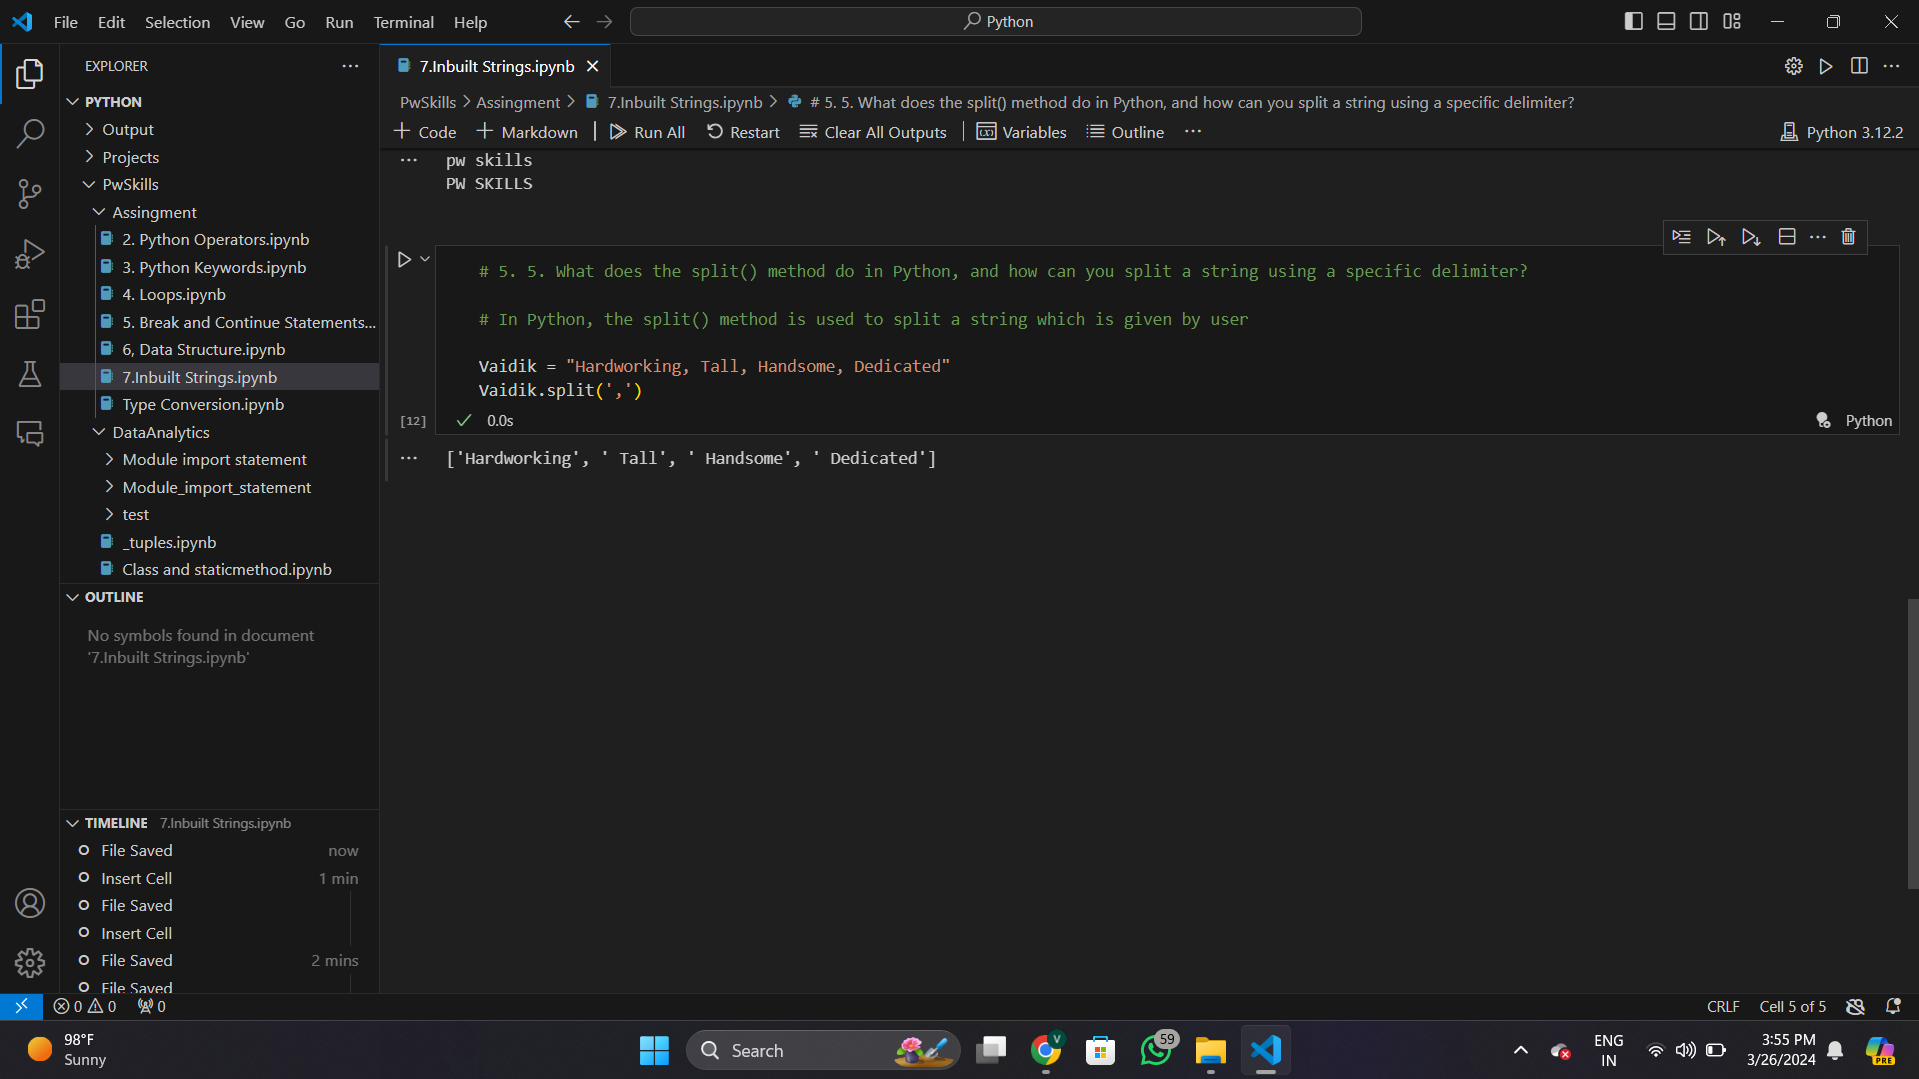 File Edit Selection View Go Run Terminal Help
Python
EXPLORER
PYTHON
Output
Projects
PwSkills
Assingment
2. Python Operators.ipynb
3. Python Keywords.ipynb
4. Loops.ipynb
5. Break and Continue Statements...
6, Data Structure.ipynb
7.Inbuilt Strings.ipynb
Type Conversion.ipynb
DataAnalytics
Module import statement
Module_import_statement
test
_tuples.ipynb
Class and staticmethod.ipynb
OUTLINE
No symbols found in document
'7.Inbuilt Strings.ipynb'
TIMELINE 7.Inbuilt Strings.ipynb
File Saved now
Insert Cell 1 min
File Saved
Insert Cell
File Saved 2 mins
File Saved
7.Inbuilt Strings.ipynb
PwSkills > Assingment > 7.Inbuilt Strings.ipynb > # 5. 5. What does the split() method do in Python, and how can you split a string using a specific delimiter?
+ Code + Markdown | Run All Restart Clear All Outputs | Variables Outline ...
Python 3.12.2
... pw skills
PW SKILLS
# 5. 5. What does the split() method do in Python, and how can you split a string using a specific delimiter?
# In Python, the split() method is used to split a string which is given by user
Vaidik = "Hardworking, Tall, Handsome, Dedicated"
Vaidik.split(',')
[12] 0.0s Python
... ['Hardworking', ' Tall', ' Handsome', ' Dedicated']
0 0 0
CRLF Cell 5 of 5
98°F
Sunny
Search
V
59
PRE
ENG
IN
3:55 PM
3/26/2024